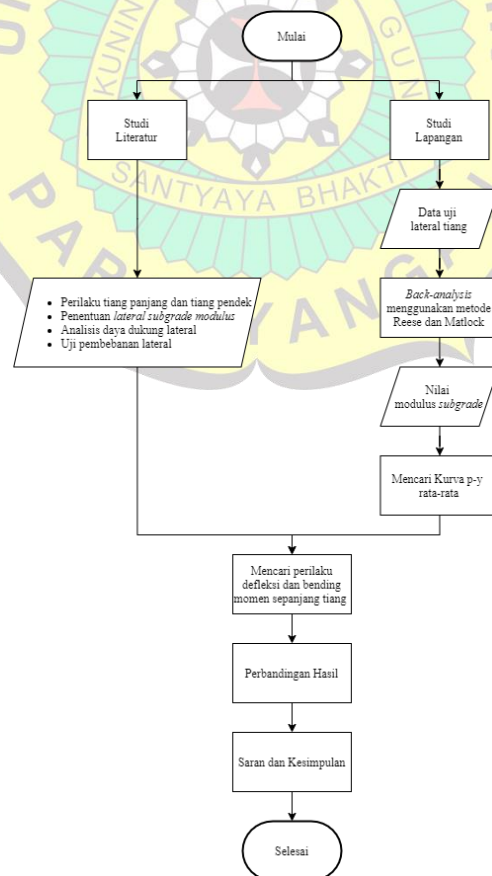 Mulai
Studi
Literatur
Studi
Lapangan
Data uji
lateral tiang
• Perilaku tiang panjang dan tiang pendek
• Penentuan lateral subgrade modulus
• Analisis daya dukung lateral
• Uji pembebanan lateral
Back-analysis
menggunakan metode
Reese dan Matlock
Nilai
modulus subgrade
Mencari Kurva p-y
rata-rata
Mencari perilaku
defleksi dan bending
momen sepanjang tiang
Perbandingan Hasil
Saran dan Kesimpulan
Selesai
SANTYAYA BHAKTI